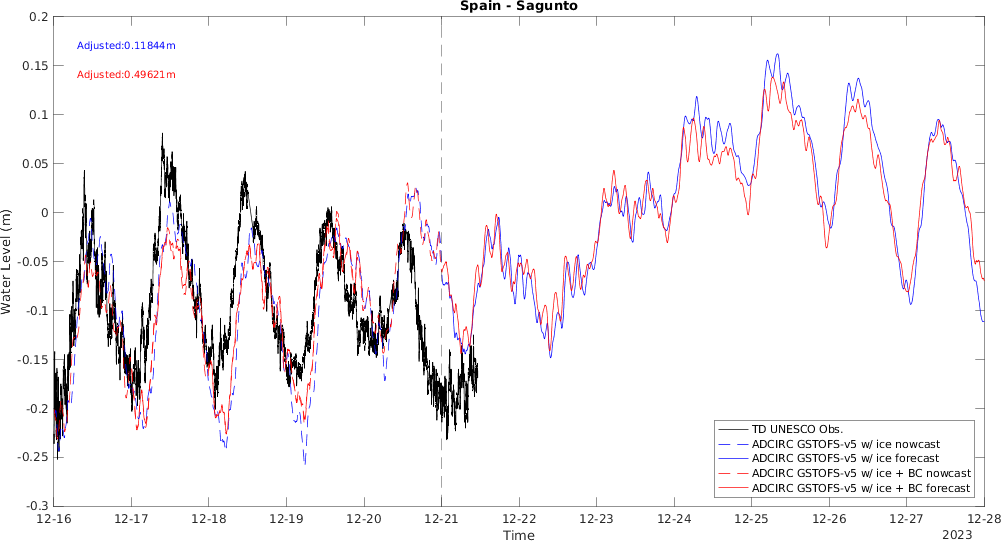 Spain - Sagunto
0.2
0.15
0.1
0.05
0
-0.05
-0.1
-0.15
-0.2
-0.25
-0.3
Water Level (m)
Adjusted:0.11844m
Adjusted:0.49621m
TD UNESCO Obs.
ADCIRC GSTOFS-v5 w/ ice nowcast
ADCIRC GSTOFS-v5 w/ ice forecast
ADCIRC GSTOFS-v5 w/ ice + BC nowcast
ADCIRC GSTOFS-v5 w/ ice + BC forecast
12-16 12-17 12-18 12-19 12-20 12-21 12-22 12-23 12-24 12-25 12-26 12-27 12-28
Time
2023